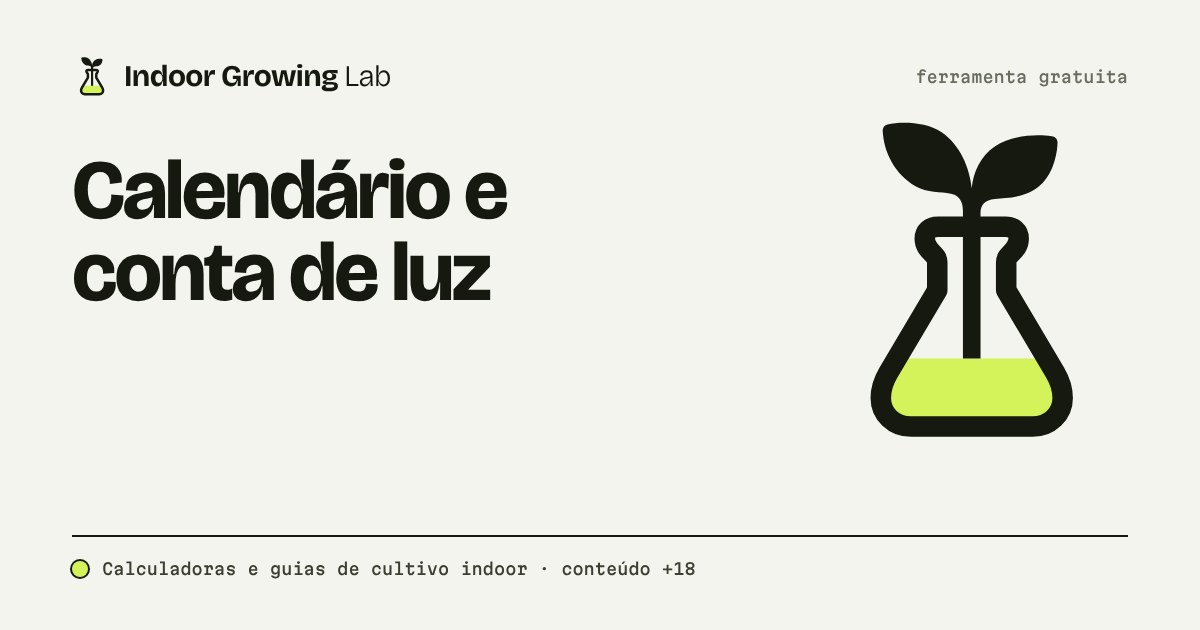 Indoor Growing Lab
ferramenta gratuita
Calendário e
conta de luz
Calculadoras e guias de cultivo indoor · conteúdo +18